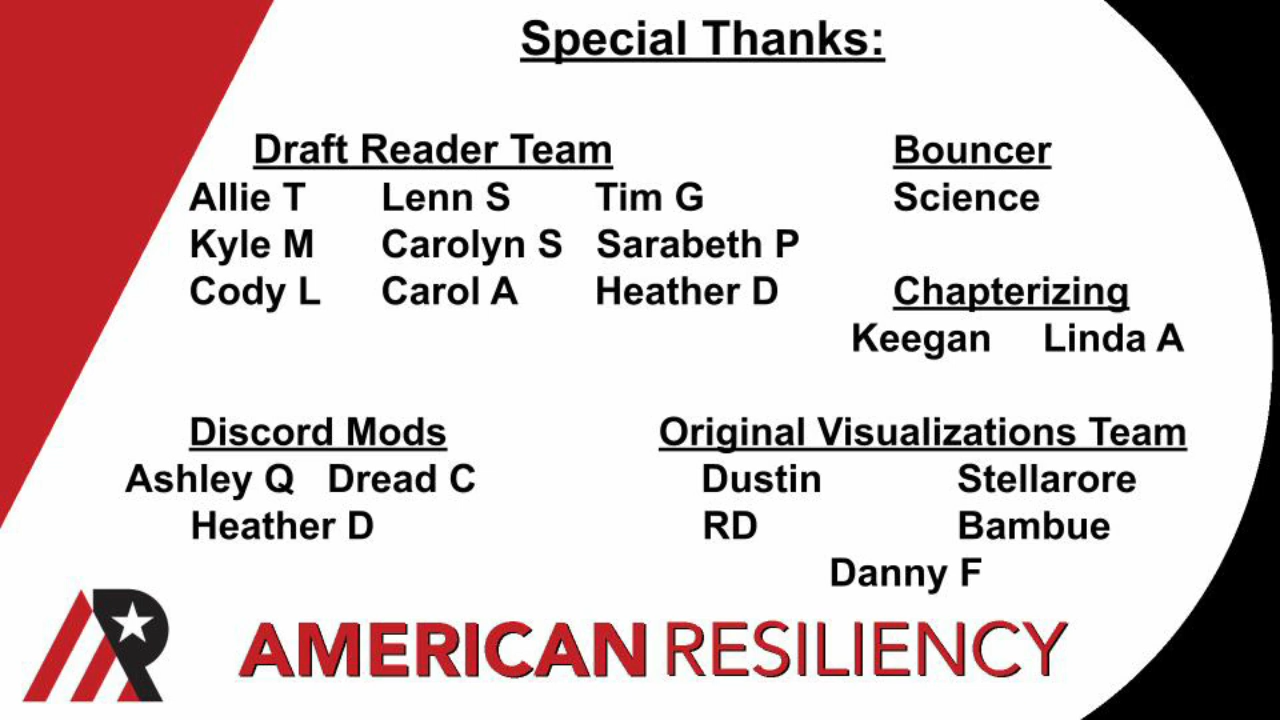 Special Thanks:
Draft Reader Team
Allie T Lenn S Tim G
Kyle M Carolyn S Sarabeth P
Cody L Carol A Heather D
Bouncer
Science
Chapterizing
Keegan Linda A
Discord Mods
Ashley Q Dread C
Heather D
Original Visualizations Team
Dustin Stellarore
RD Bambue
Danny F
AR
AMERICAN RESILIENCY